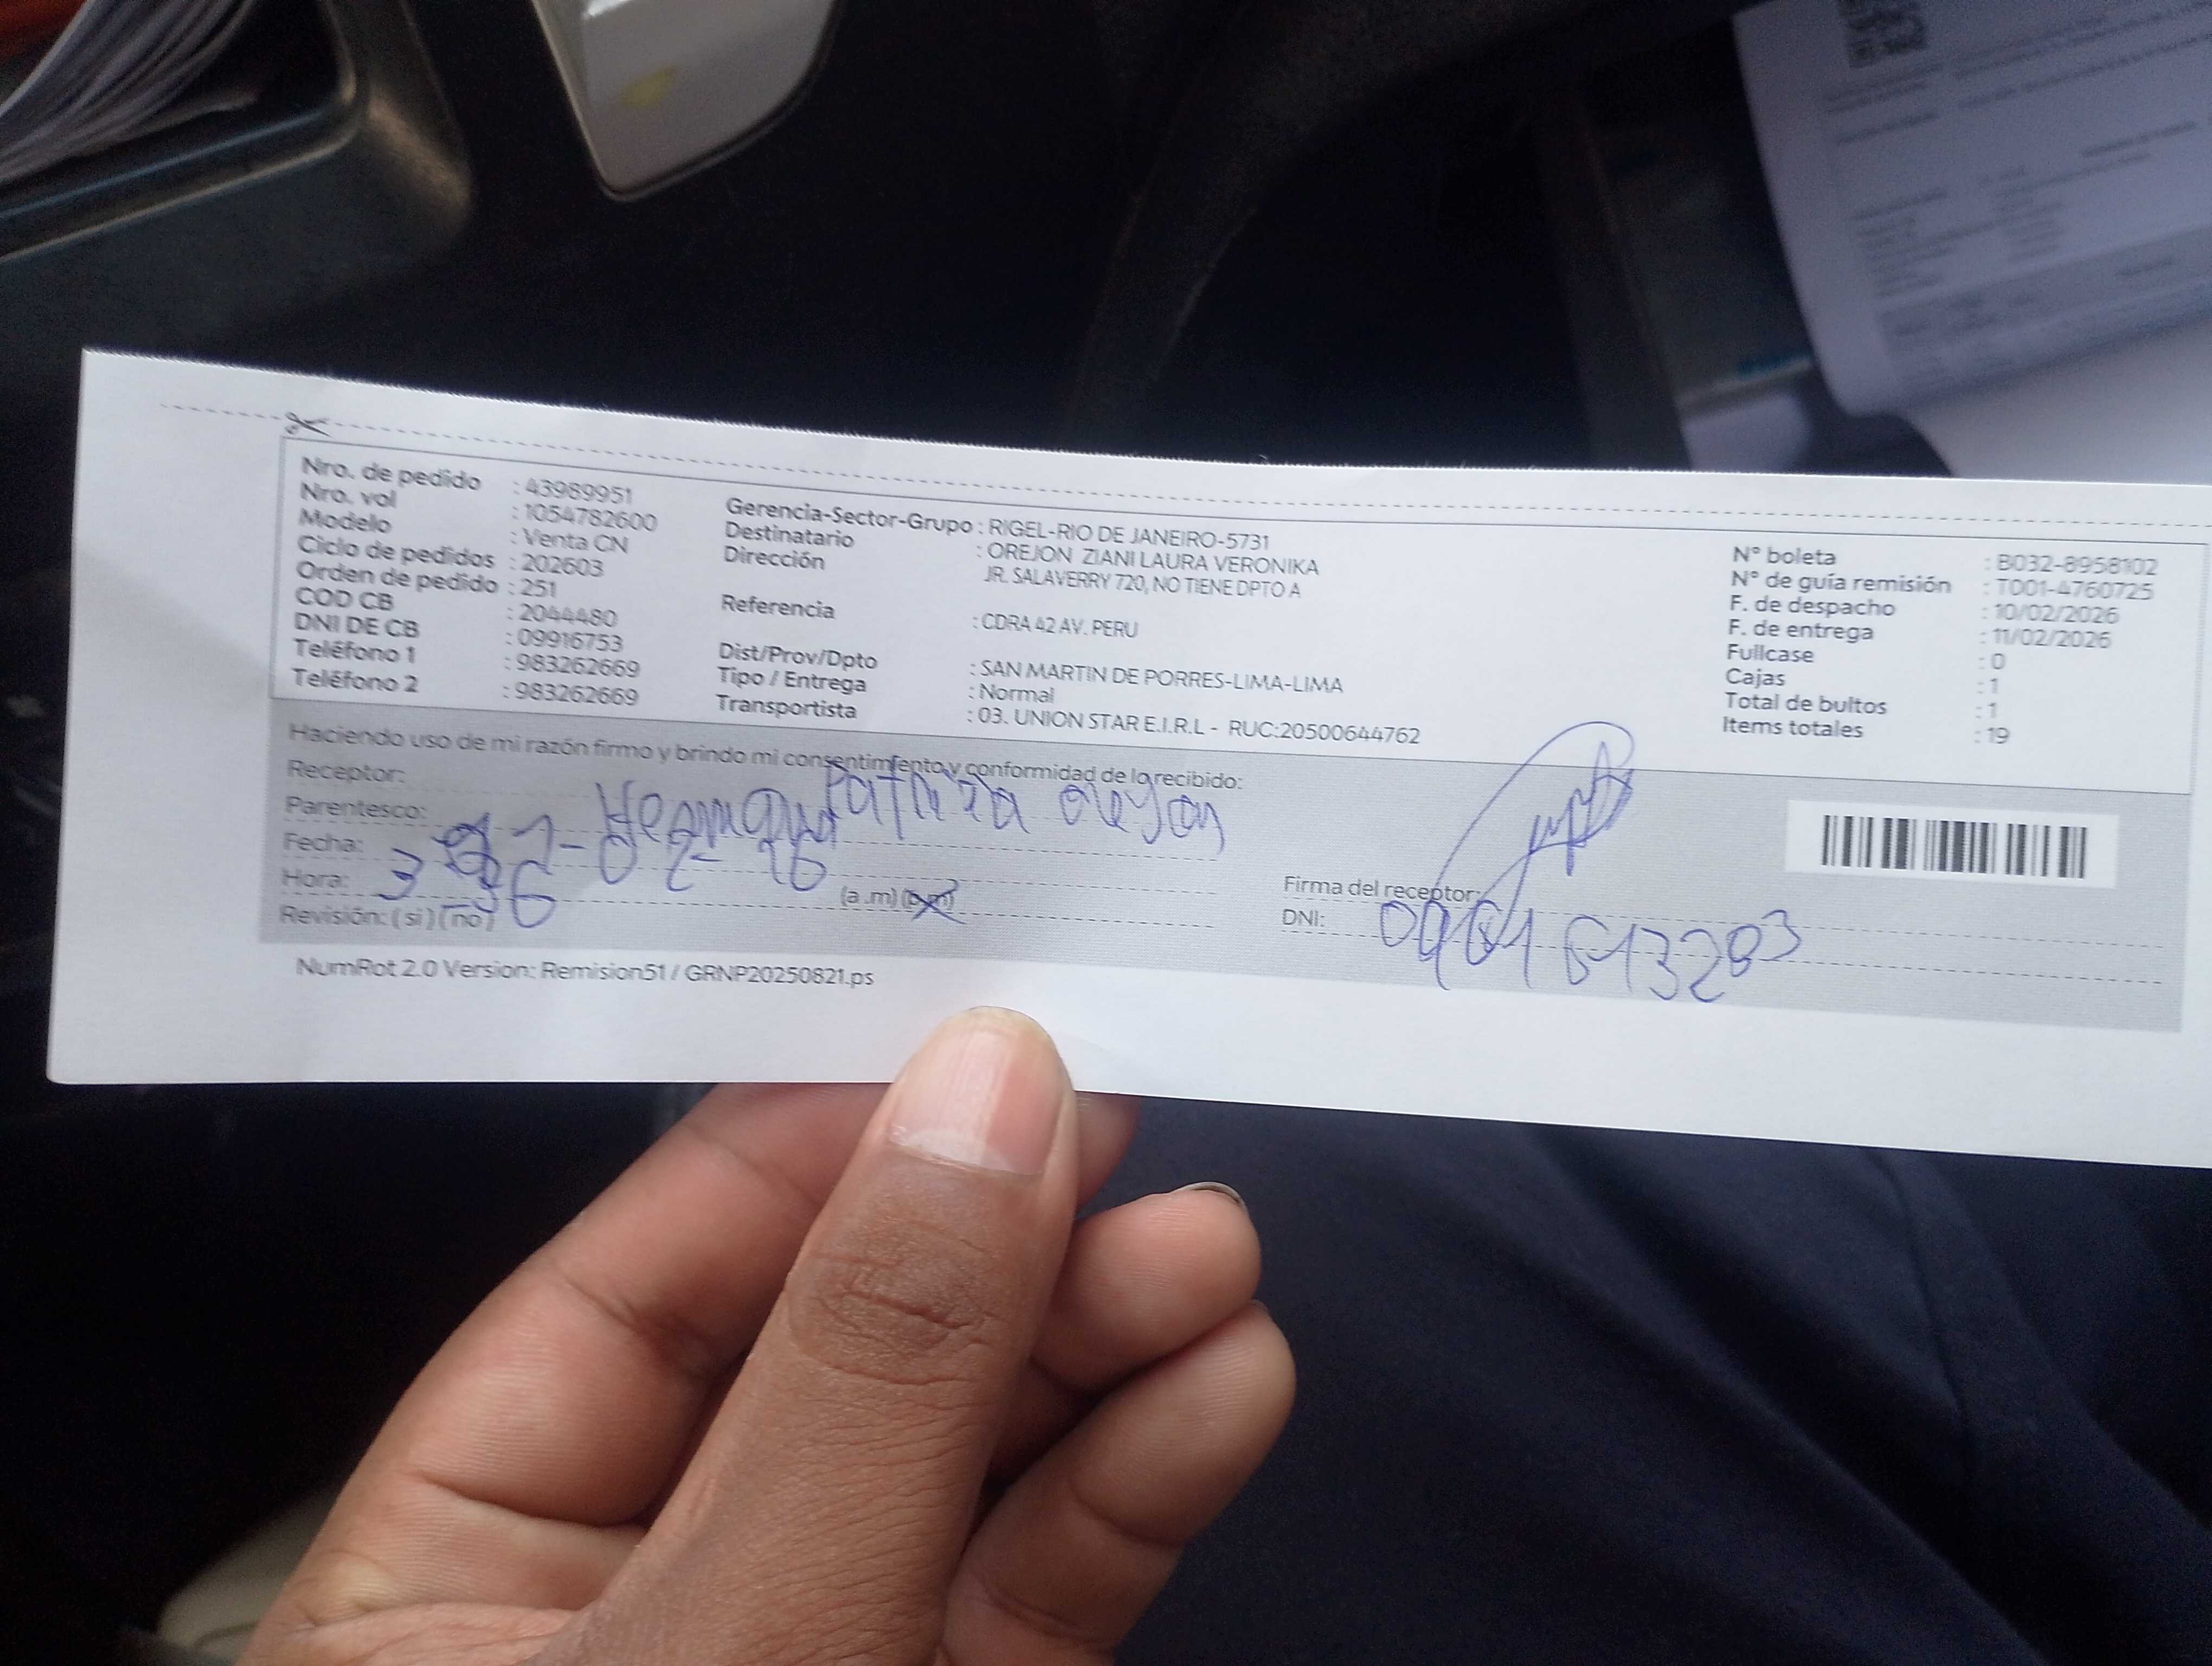 Nro. de pedido : 43989951
Nro. vol : 1054782600
Modelo : Venta CN
Ciclo de pedidos : 202603
Orden de pedido : 251
COD CB : 2044480
DNI DE CB : 09916753
Teléfono 1 : 983262669
Teléfono 2 : 983262669
Gerencia-Sector-Grupo : RIGEL-RIO DE JANEIRO-5731
Destinatario : OREJON ZIANI LAURA VERONIKA
Dirección JR. SALAVERRY 720, NO TIENE DPTO A
Referencia : CDRA 42 AV. PERU
Dist/Prov/Dpto : SAN MARTIN DE PORRES-LIMA-LIMA
Tipo / Entrega : Normal
Transportista : 03. UNION STAR E.I.R.L - RUC:20500644762
N° boleta : B032-8958102
N° de guía remisión : T001-4760725
F. de despacho : 10/02/2026
F. de entrega : 11/02/2026
Fullcase : 0
Cajas : 1
Total de bultos : 1
Items totales : 19
Haciendo uso de mi razón firmo y brindo mi consentimiento y conformidad de lo recibido:
Receptor: orejon
Parentesco: Hermana
Fecha:
Hora: 3 36 (a.m) (p.m)
Revisión: (si) (no)
Firma del receptor:
DNI:
NumRot 2.0 Version: Remision51 / GRNP20250821.ps